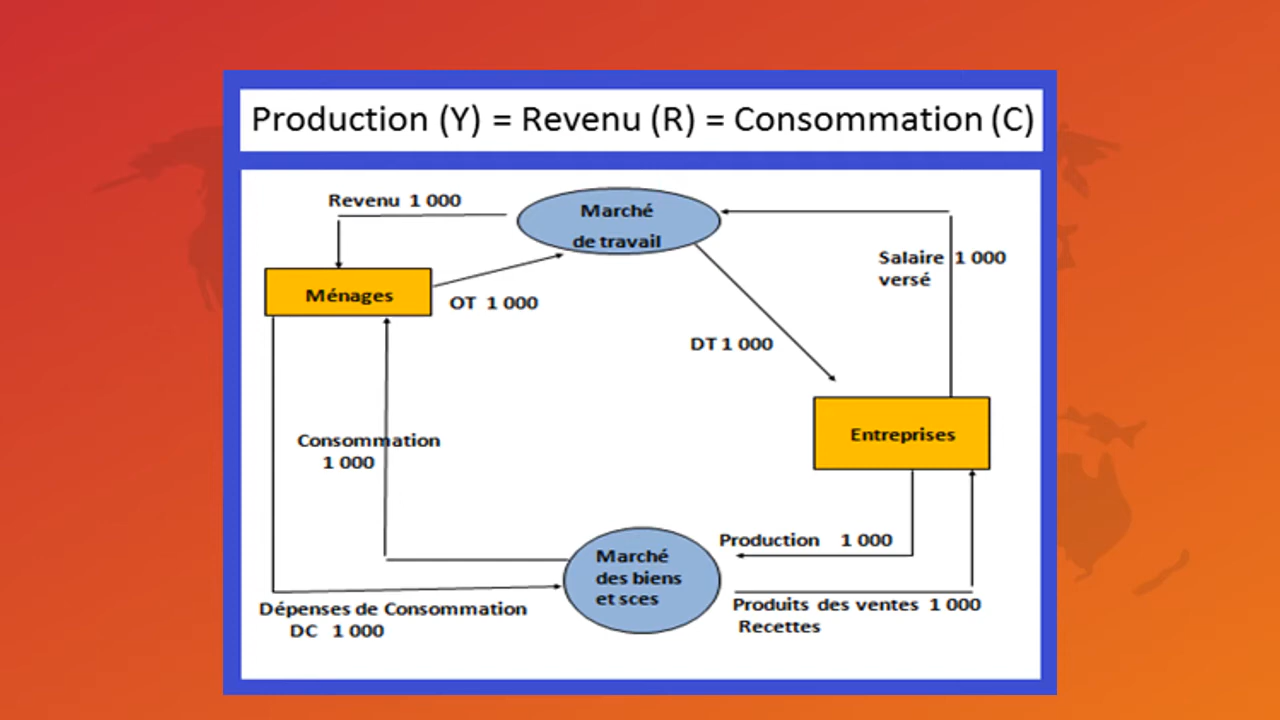 Production (Y) = Revenu (R) = Consommation (C)
Revenu 1 000
Marché
de travail
Salaire 1 000
versé
Ménages
OT 1 000
DT 1 000
Entreprises
Consommation
1 000
Production 1 000
Marché
des biens
et sces
Dépenses de Consommation
DC 1 000
Produits des ventes 1 000
Recettes